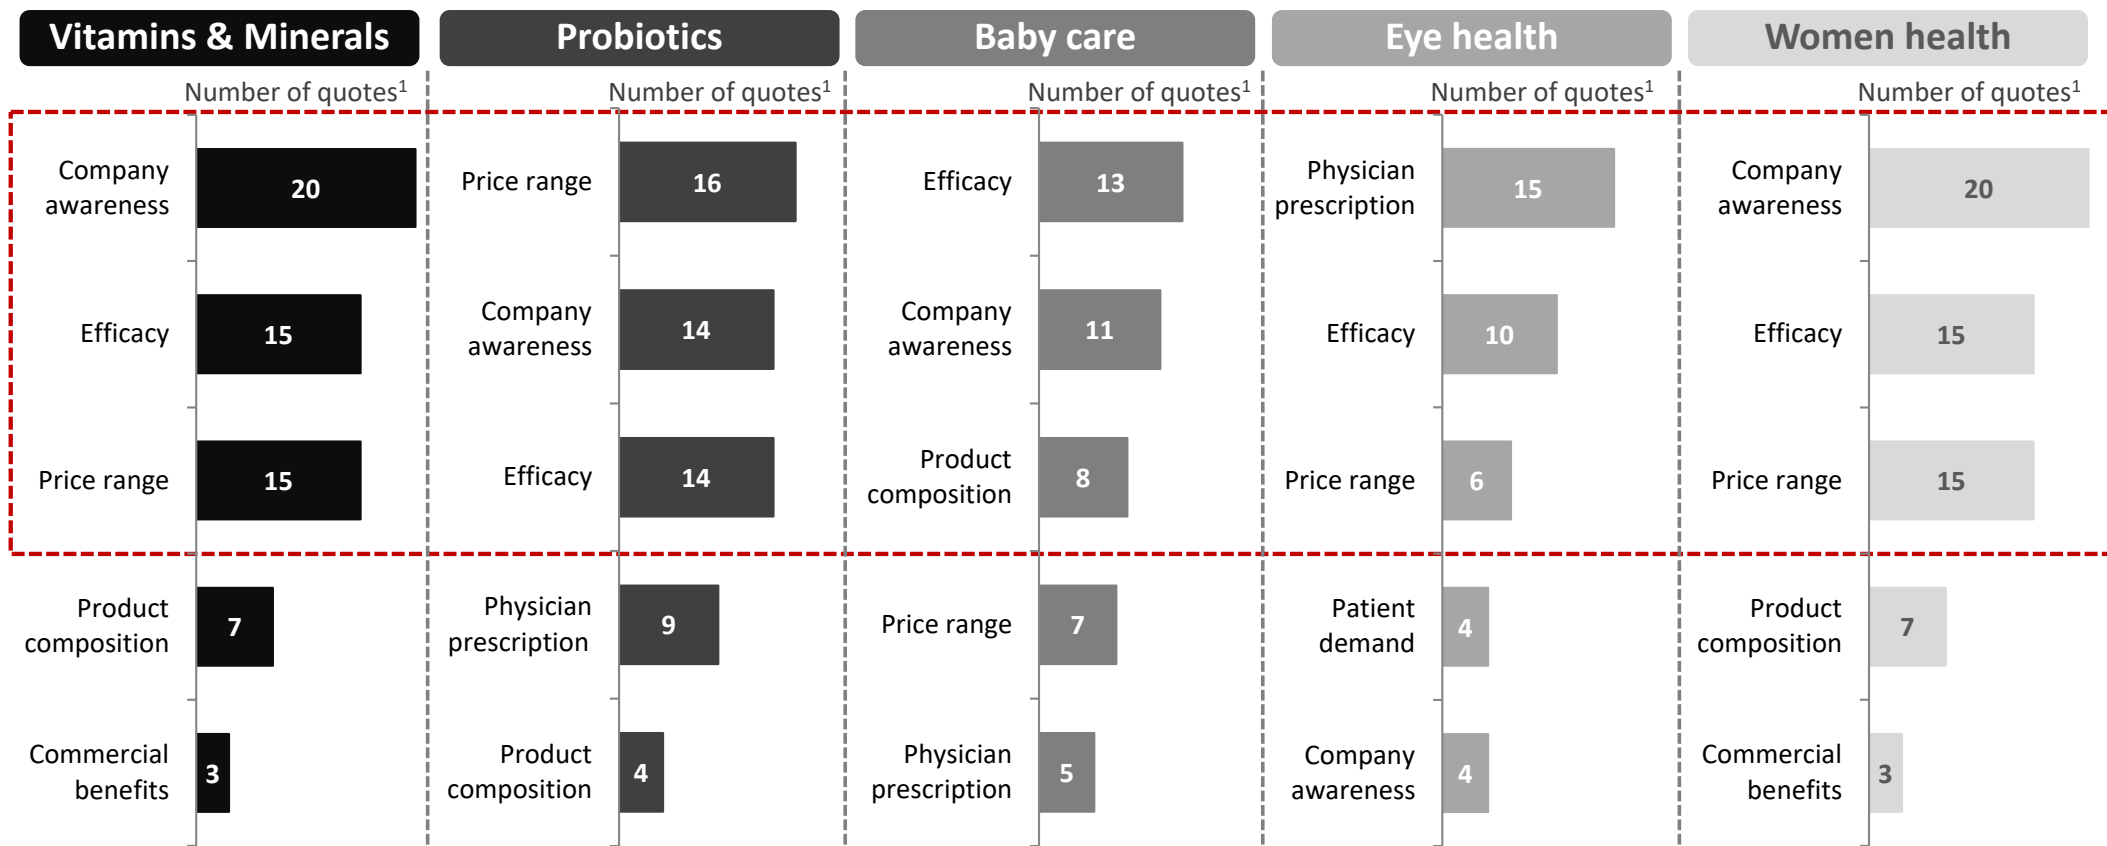 Vitamins & Minerals
Number of quotes1
Company
awareness
20
Efficacy
15
Price range
15
Product
composition
7
Commercial
benefits
3
Probiotics
Number of quotes1
Price range
16
Company
awareness
14
Efficacy
14
Physician
prescription
9
Product
composition
4
Baby care
Number of quotes1
Efficacy
13
Company
awareness
11
Product
composition
8
Price range
7
Physician
prescription
5
Eye health
Number of quotes1
Physician
prescription
15
Efficacy
10
Price range
6
Patient
demand
4
Company
awareness
4
Women health
Number of quotes1
Company
awareness
20
Efficacy
15
Price range
15
Product
composition
7
Commercial
benefits
3